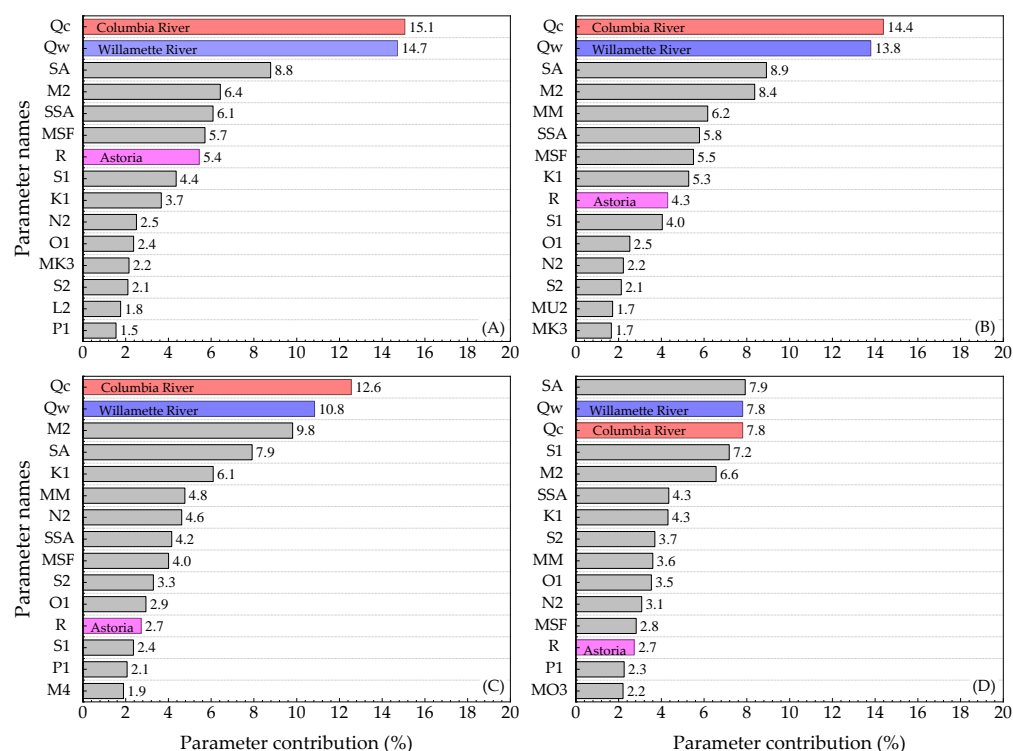 Parameter names
Qc Columbia River 15.1
Qw Willamette River 14.7
SA 8.8
M2 6.4
SSA 6.1
MSF 5.7
R Astoria 5.4
S1 4.4
K1 3.7
N2 2.5
O1 2.4
MK3 2.2
S2 2.1
L2 1.8
P1 1.5
(A)
0 2 4 6 8 10 12 14 16 18 20
Qc Columbia River 14.4
Qw Willamette River 13.8
SA 8.9
M2 8.4
MM 6.2
SSA 5.8
MSF 5.5
K1 5.3
R Astoria 4.3
S1 4.0
O1 2.5
N2 2.2
S2 2.1
MU2 1.7
MK3 1.7
(B)
0 2 4 6 8 10 12 14 16 18 20
Parameter names
Qc Columbia River 12.6
Qw Willamette River 10.8
M2 9.8
SA 7.9
K1 6.1
MM 4.8
N2 4.6
SSA 4.2
MSF 4.0
S2 3.3
O1 2.9
R Astoria 2.7
S1 2.4
P1 2.1
M4 1.9
(C)
0 2 4 6 8 10 12 14 16 18 20
Parameter contribution (%)
SA 7.9
Qw Willamette River 7.8
Qc Columbia River 7.8
S1 7.2
M2 6.6
SSA 4.3
K1 4.3
S2 3.7
MM 3.6
O1 3.5
N2 3.1
MSF 2.8
R Astoria 2.7
P1 2.3
MO3 2.2
(D)
0 2 4 6 8 10 12 14 16 18 20
Parameter contribution (%)